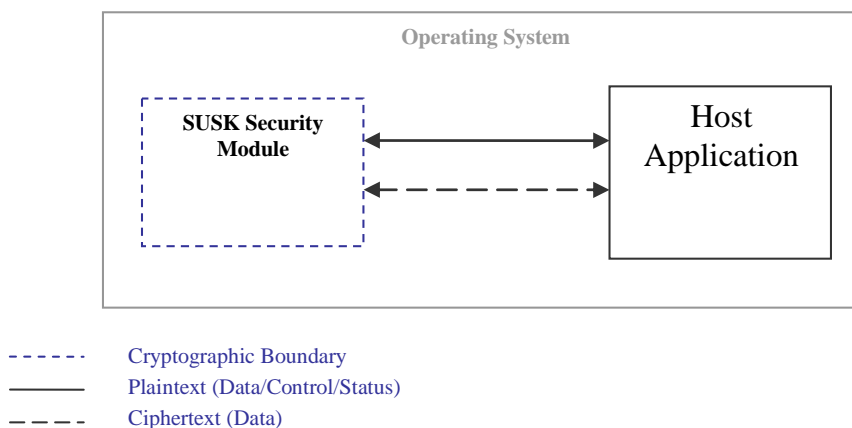 Operating System
SUSK Security
Module
Host
Application
Cryptographic Boundary
Plaintext (Data/Control/Status)
Ciphertext (Data)